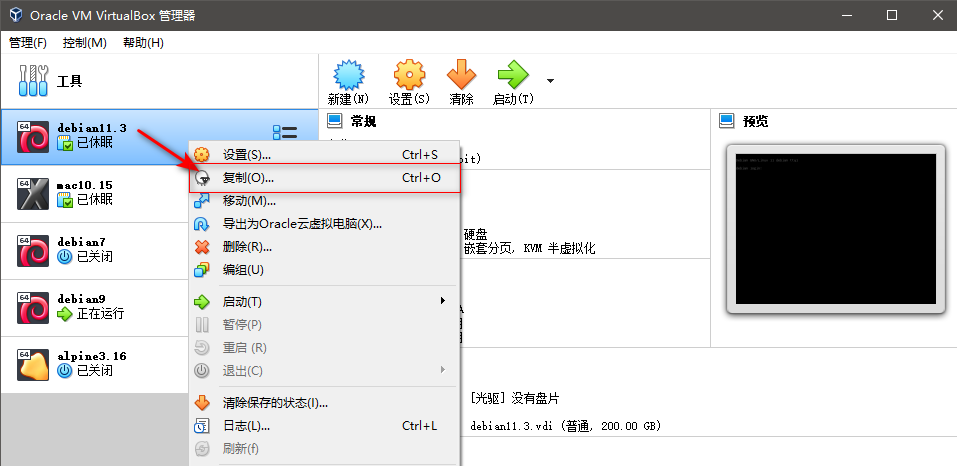 Oracle VM VirtualBox 管理器
管理(F) 控制(M) 帮助(H)
工具
新建(N) 设置(S) 清除 启动(T)
64 debian11.3
已休眠
64 mac10.15
已休眠
64 debian7
已关闭
64 debian9
正在运行
64 alpine3.16
已关闭
设置(S)... Ctrl+S
复制(O)... Ctrl+O
移动(M)...
导出为Oracle云虚拟电脑(X)...
删除(R)...
编组(U)
启动(T)
暂停(P)
重启 (R)
退出(C)
清除保存的状态(I)...
日志(L)... Ctrl+L
刷新(f)
常规
bit)
硬盘
嵌套分页, KVM 半虚拟化
[光驱] 没有盘片
debian11.3.vdi (普通, 200.00 GB)
预览